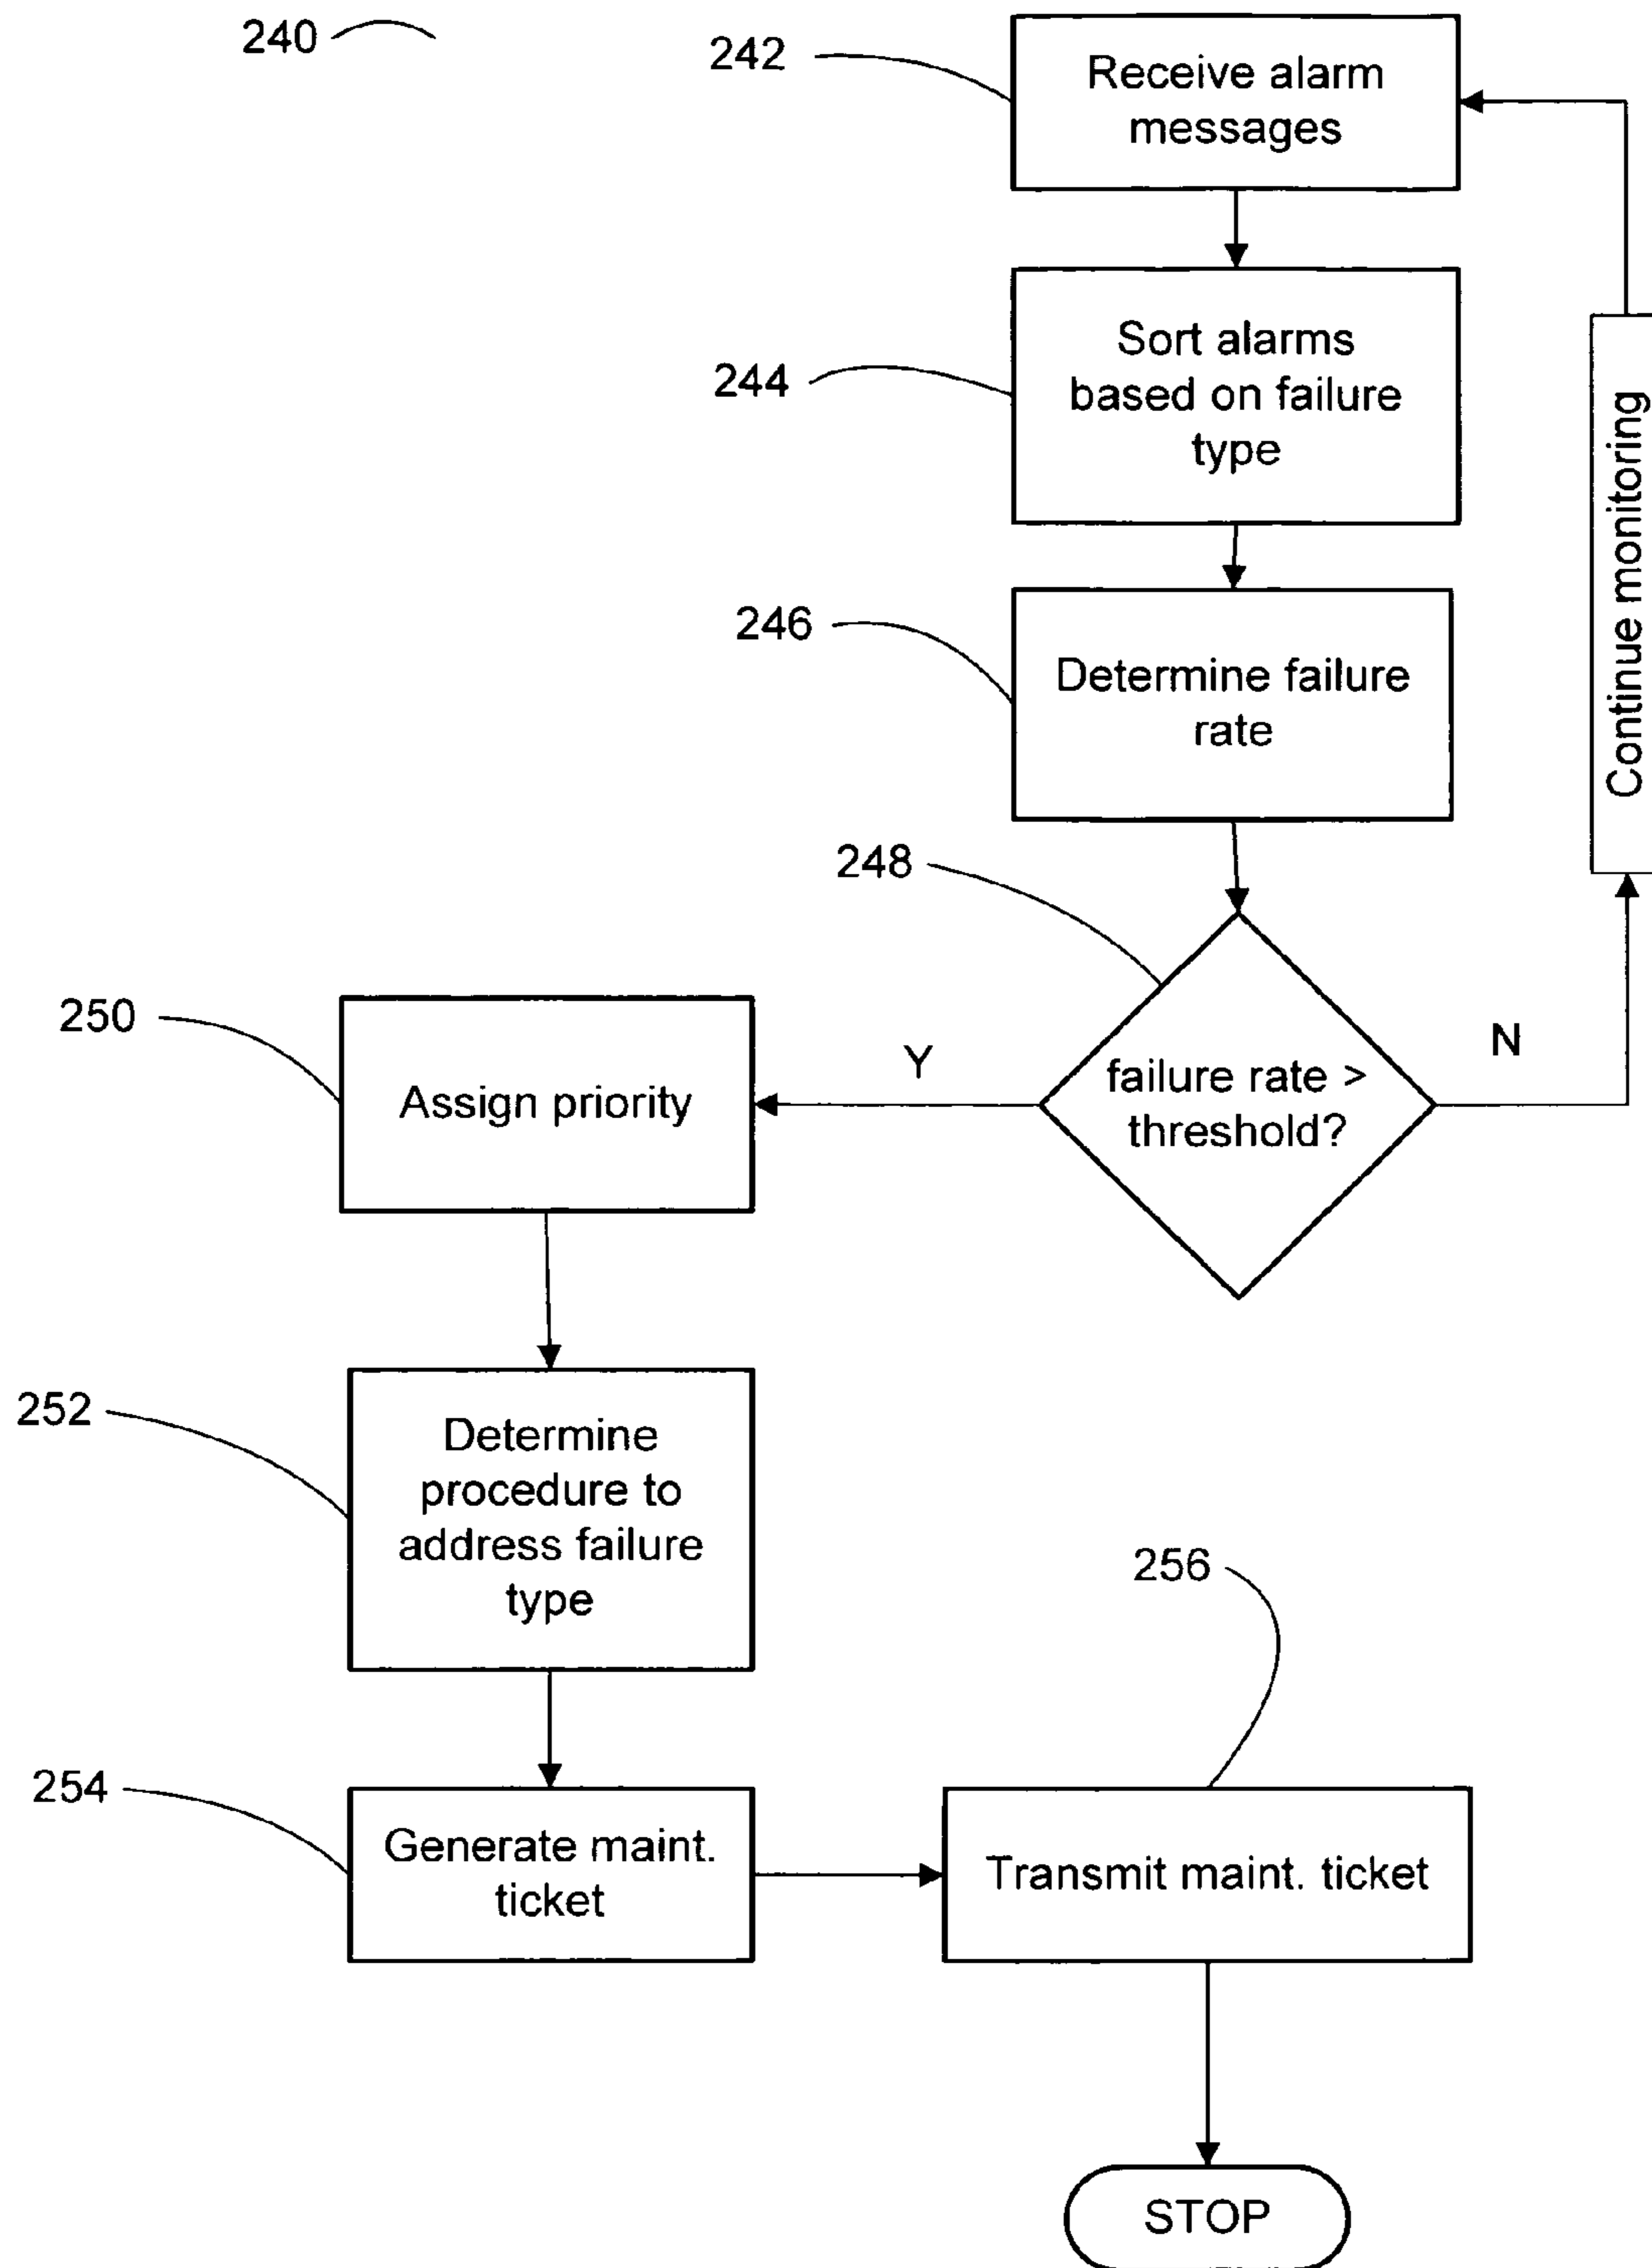 240
242
Receive alarm
messages
244
Sort alarms
based on failure
type
Continue monitoring
246
Determine failure
rate
248
failure rate >
threshold?
Y
N
250
Assign priority
252
Determine
procedure to
address failure
type
254
Generate maint.
ticket
256
Transmit maint. ticket
STOP